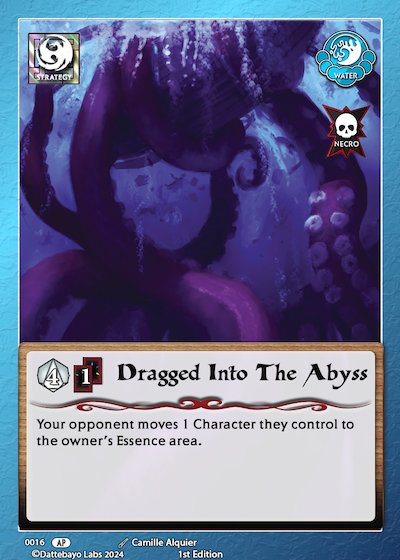 STRATEGY
WATER
NECRO
4 1 Dragged Into The Abyss
Your opponent moves 1 Character they control to
the owner's Essence area.
0016 AP Camille Alquier
©Dattebayo Labs 2024 1st Edition